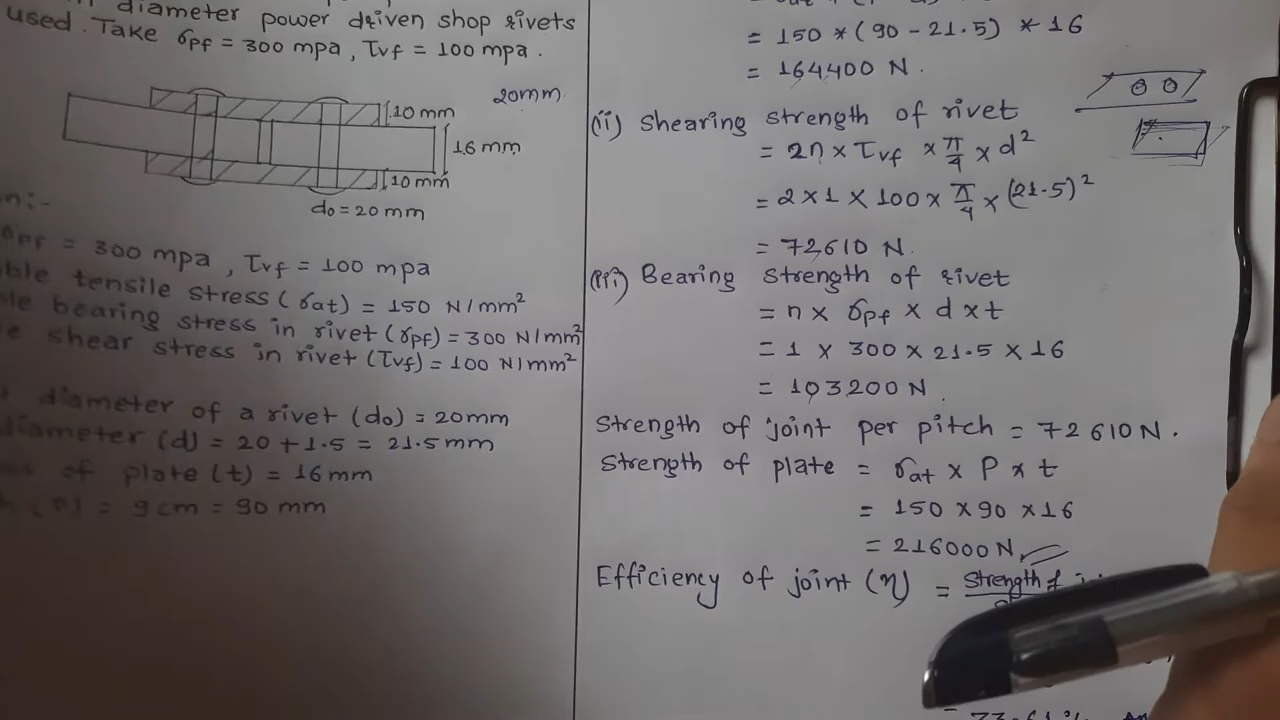 diameter power driven shop rivets
used. Take σpf = 300 mpa, τvf = 100 mpa.
20mm
10 mm
16 mm
10 mm
do = 20 mm
n:-
σpf = 300 mpa, τvf = 100 mpa
ble tensile stress (σat) = 150 N/mm²
le bearing stress in rivet (σpf) = 300 N/mm²
e shear stress in rivet (τvf) = 100 N/mm²
diameter of a rivet (do) = 20mm
diameter (d) = 20 + 1.5 = 21.5 mm
of plate (t) = 16 mm
= 9 cm = 90 mm
= 150 * (90 - 21.5) * 16
= 164400 N.
(ii) Shearing strength of rivet
= 2n × τvf × π/4 × d²
= 2 × 1 × 100 × π/4 × (21.5)²
= 72610 N.
(iii) Bearing strength of rivet
= n × σpf × d × t
= 1 × 300 × 21.5 × 16
= 103200 N.
Strength of joint per pitch = 72610 N.
Strength of plate = σat × P × t
= 150 × 90 × 16
= 216000 N
Efficiency of joint (η) = Strength of